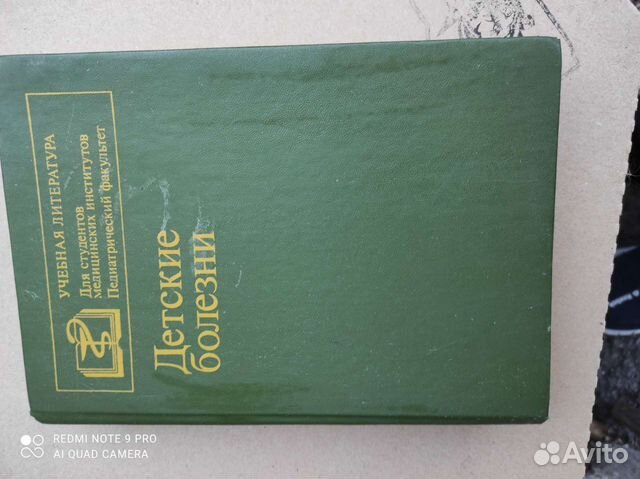 УЧЕБНАЯ ЛИТЕРАТУРА
Для студентов
медицинских институтов
Педиатрический факультет
Детские
болезни
REDMI NOTE 9 PRO
AI QUAD CAMERA
Avito